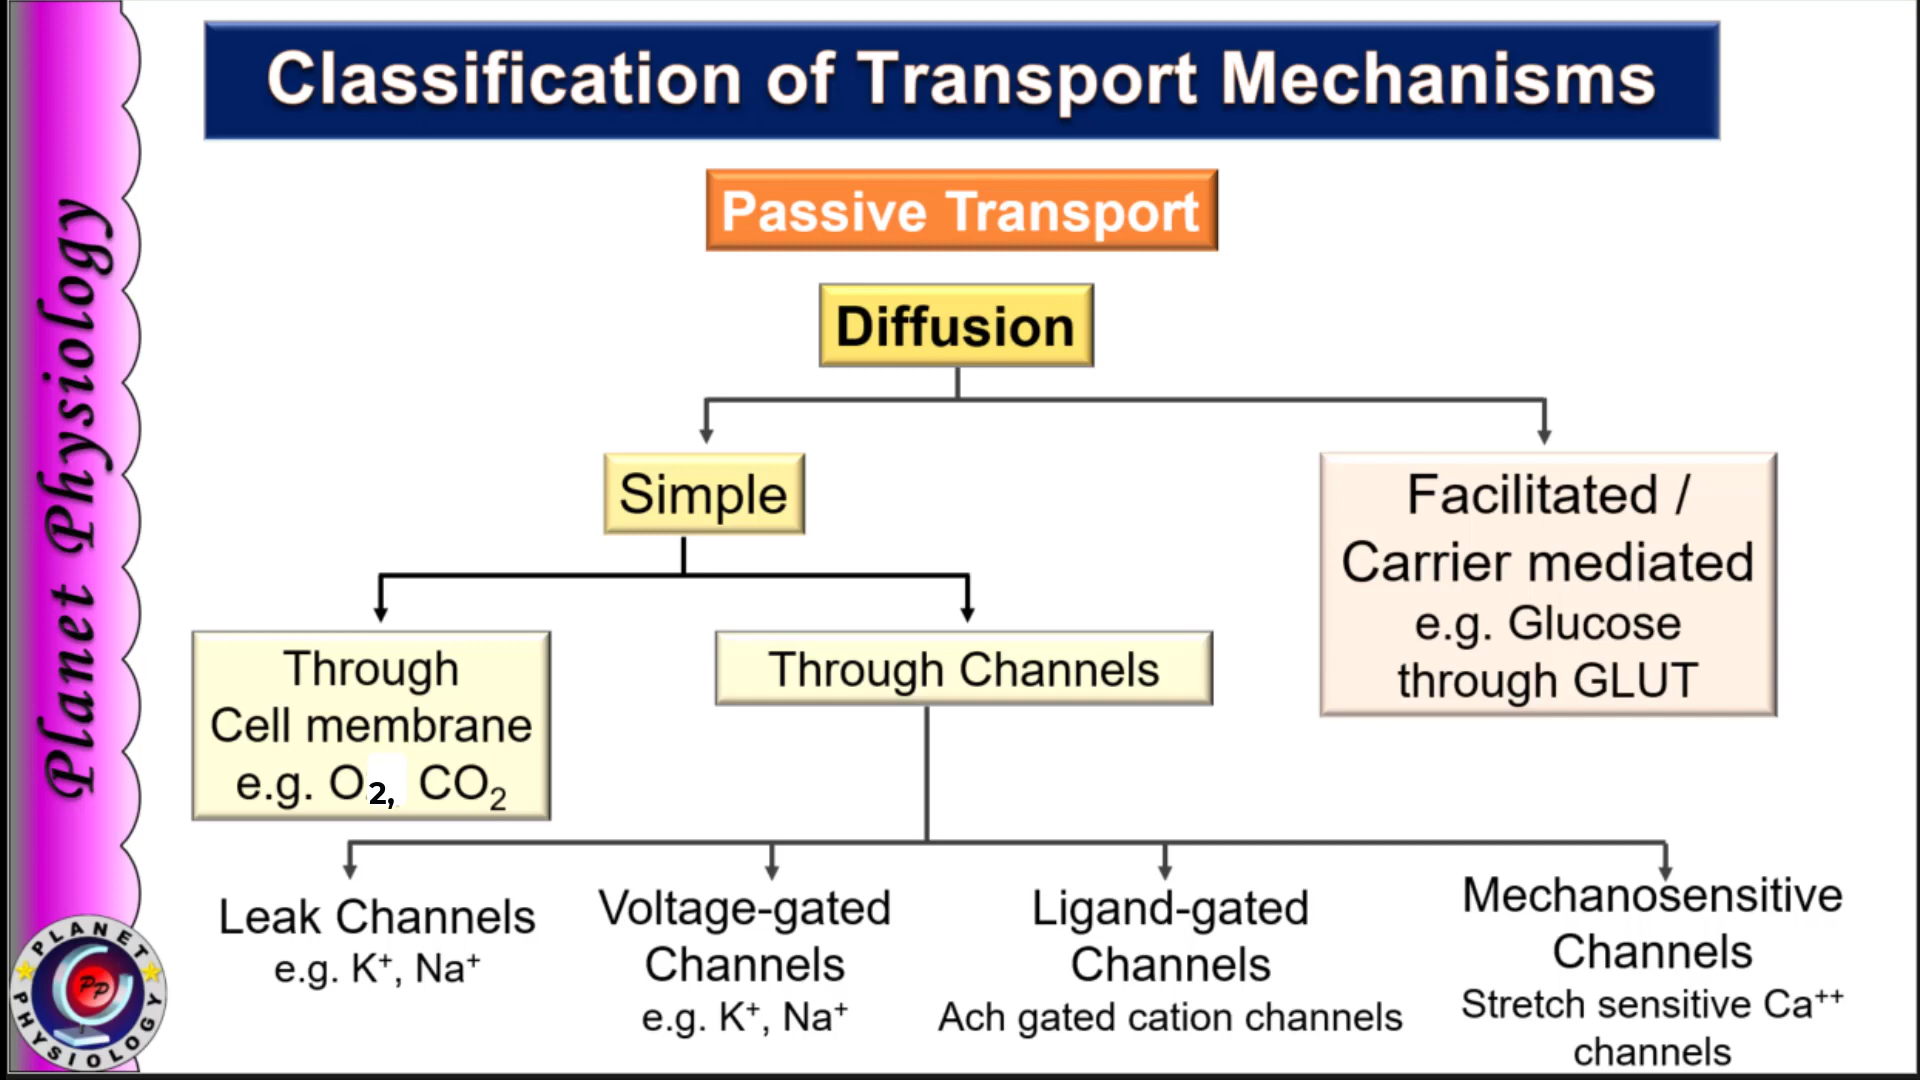 Classification of Transport Mechanisms
Passive Transport
Diffusion
Simple
Facilitated /
Carrier mediated
e.g. Glucose
through GLUT
Through
Cell membrane
e.g. O2, CO₂
Through Channels
Leak Channels
e.g. K⁺, Na⁺
Voltage-gated
Channels
e.g. K⁺, Na⁺
Ligand-gated
Channels
Ach gated cation channels
Mechanosensitive
Channels
Stretch sensitive Ca⁺⁺
channels
Planet Physiology
PLANET
PP
PHYSIOLOGY